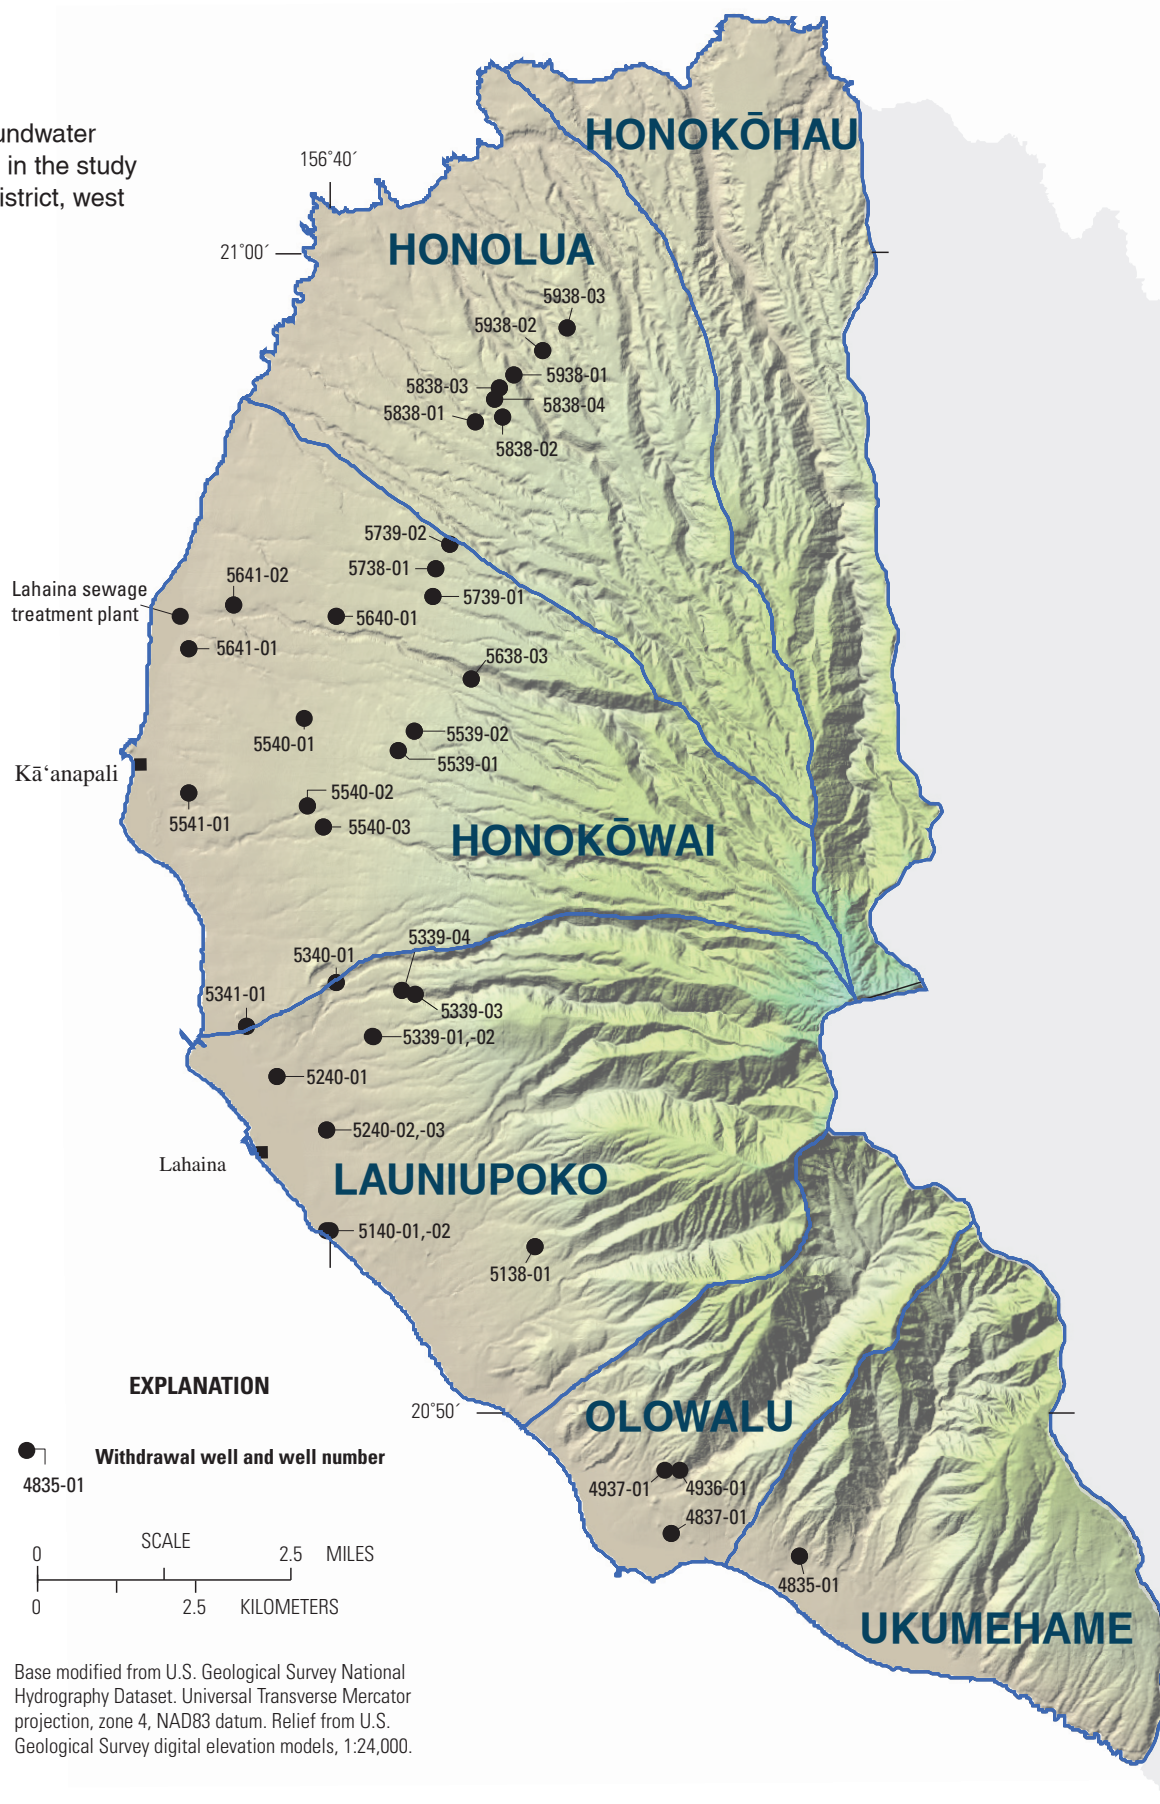 undwater
in the study
istrict, west
156°40´
HONOKŌHAU
21°00´
HONOLUA
5938-03
5938-02
5938-01
5838-03
5838-04
5838-01
5838-02
5739-02
5738-01
5641-02
Lahaina sewage
treatment plant
5739-01
5640-01
5641-01
5638-03
5540-01
5539-02
5539-01
Kā‘anapali
5540-02
5541-01
5540-03
HONOKŌWAI
5339-04
5340-01
5341-01
5339-03
5339-01,-02
5240-01
5240-02,-03
Lahaina
LAUNIUPOKO
5140-01,-02
5138-01
EXPLANATION
20°50´
OLOWALU
Withdrawal well and well number
4835-01
4937-01
4936-01
4837-01
SCALE
0 2.5 MILES
0 2.5 KILOMETERS
4835-01
UKUMEHAME
Base modified from U.S. Geological Survey National
Hydrography Dataset. Universal Transverse Mercator
projection, zone 4, NAD83 datum. Relief from U.S.
Geological Survey digital elevation models, 1:24,000.